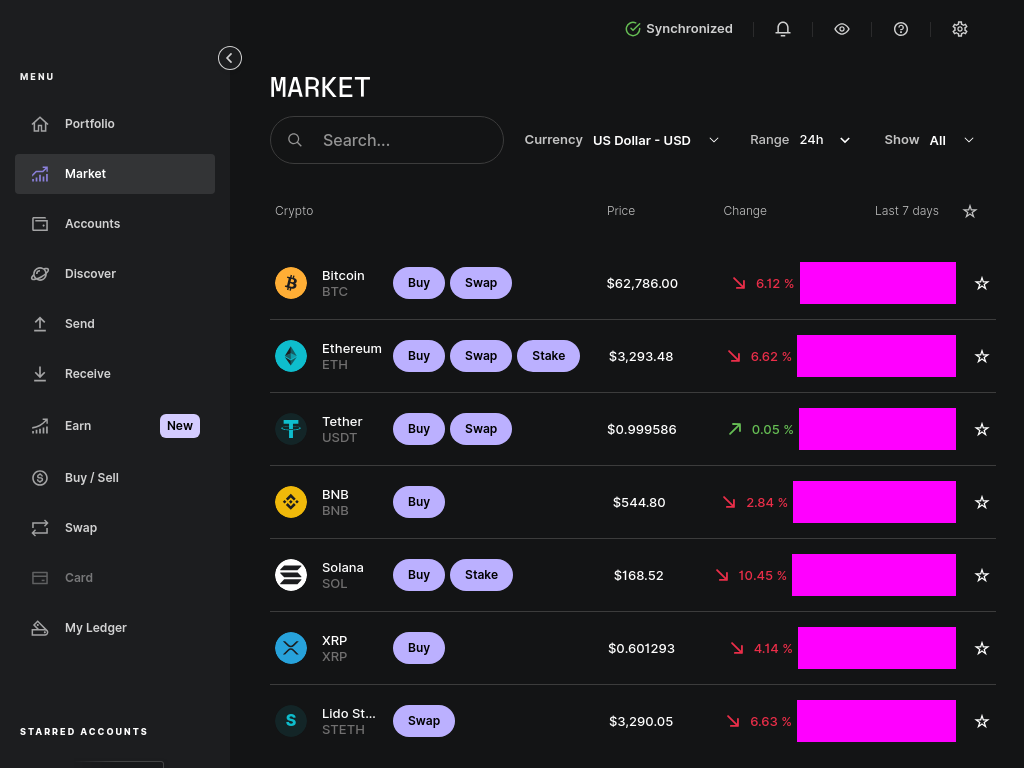 Synchronized
MENU
MARKET
Portfolio
Search...
Currency US Dollar - USD
Range 24h
Show All
Market
Accounts
Crypto Price Change Last 7 days
Discover
Bitcoin
BTC
Buy Swap $62,786.00 6.12 %
Send
Ethereum
ETH
Buy Swap Stake $3,293.48 6.62 %
Receive
Earn New
Tether
USDT
Buy Swap $0.999586 0.05 %
Buy / Sell
BNB
BNB
Buy $544.80 2.84 %
Swap
Card
Solana
SOL
Buy Stake $168.52 10.45 %
My Ledger
XRP
XRP
Buy $0.601293 4.14 %
Lido St...
STETH
Swap $3,290.05 6.63 %
STARRED ACCOUNTS